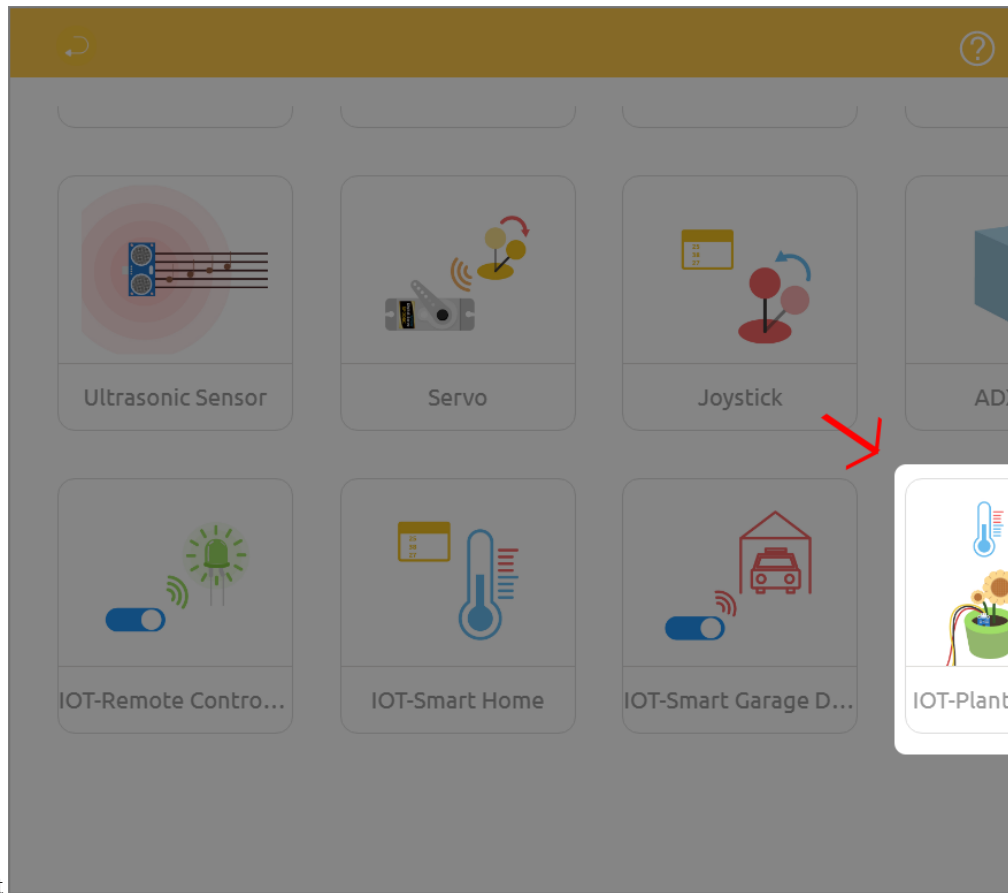 ?
Ultrasonic Sensor
Servo
Joystick
IOT-Remote Contro...
IOT-Smart Home
IOT-Smart Garage D...
IOT-Plant